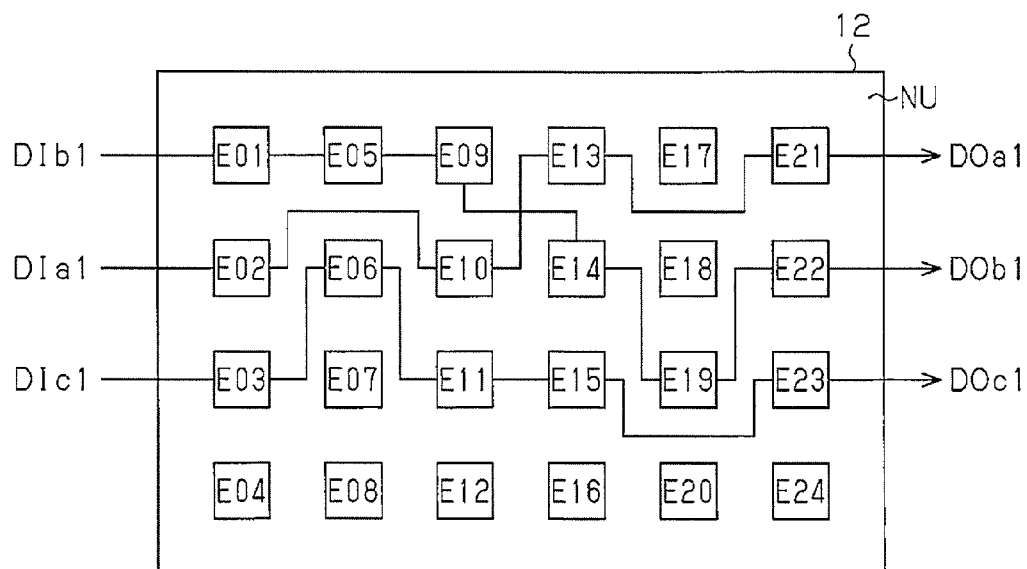 12
NU
DIb1 E01 E05 E09 E13 E17 E21 DOa1
DIa1 E02 E06 E10 E14 E18 E22 DOb1
DIc1 E03 E07 E11 E15 E19 E23 DOc1
E04 E08 E12 E16 E20 E24